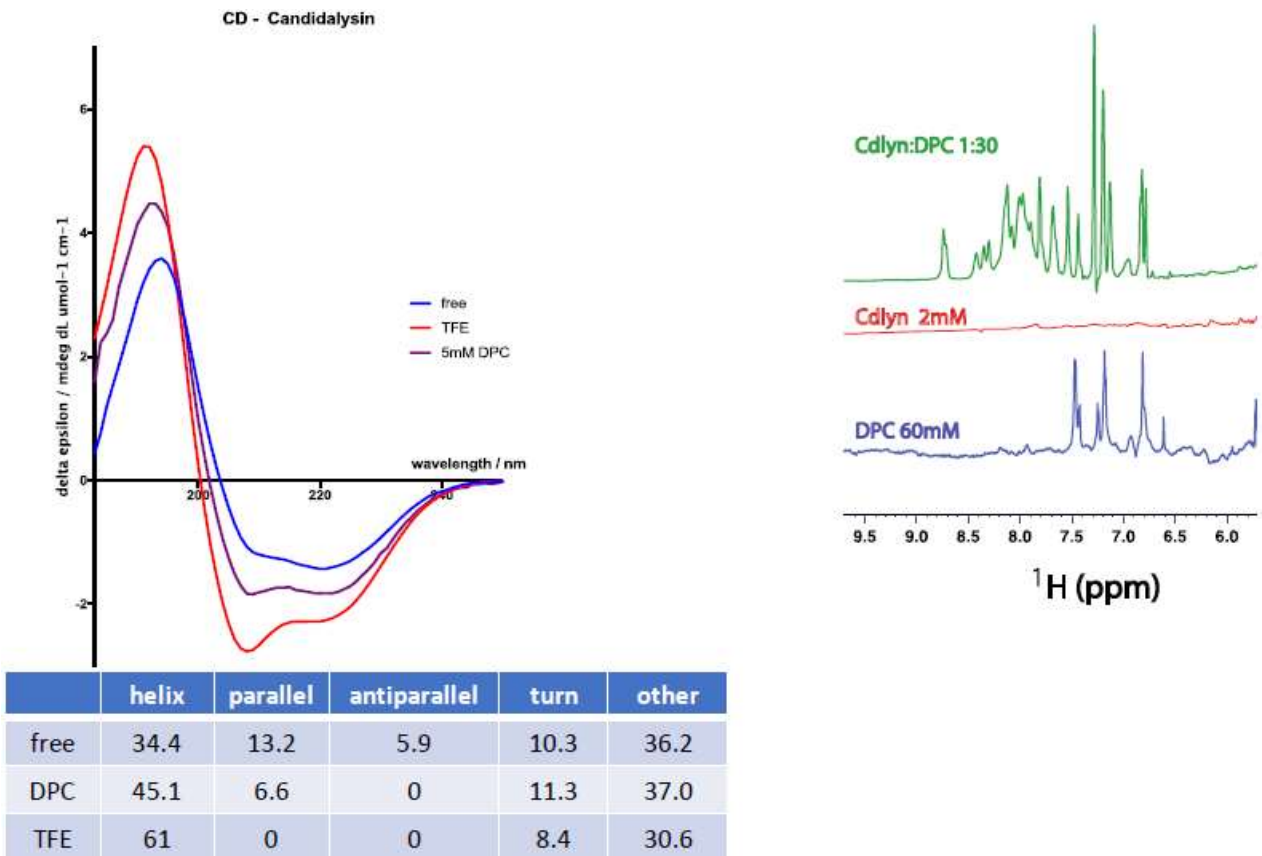 CD - Candidalysin
delta epsilon / mdeg dL umol-1 cm-1
6
4
2
0
-2
200
220
240
wavelength / nm
free
TFE
5mM DPC
helix parallel antiparallel turn other
free 34.4 13.2 5.9 10.3 36.2
DPC 45.1 6.6 0 11.3 37.0
TFE 61 0 0 8.4 30.6
Cdlyn:DPC 1:30
Cdlyn 2mM
DPC 60mM
9.5 9.0 8.5 8.0 7.5 7.0 6.5 6.0
¹H (ppm)